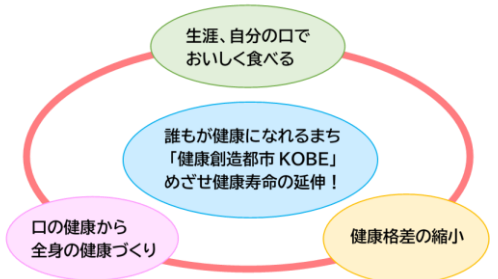 生涯、自分の口で
おいしく食べる
誰もが健康になれるまち
「健康創造都市 KOBE」
めざせ健康寿命の延伸！
口の健康から
全身の健康づくり
健康格差の縮小